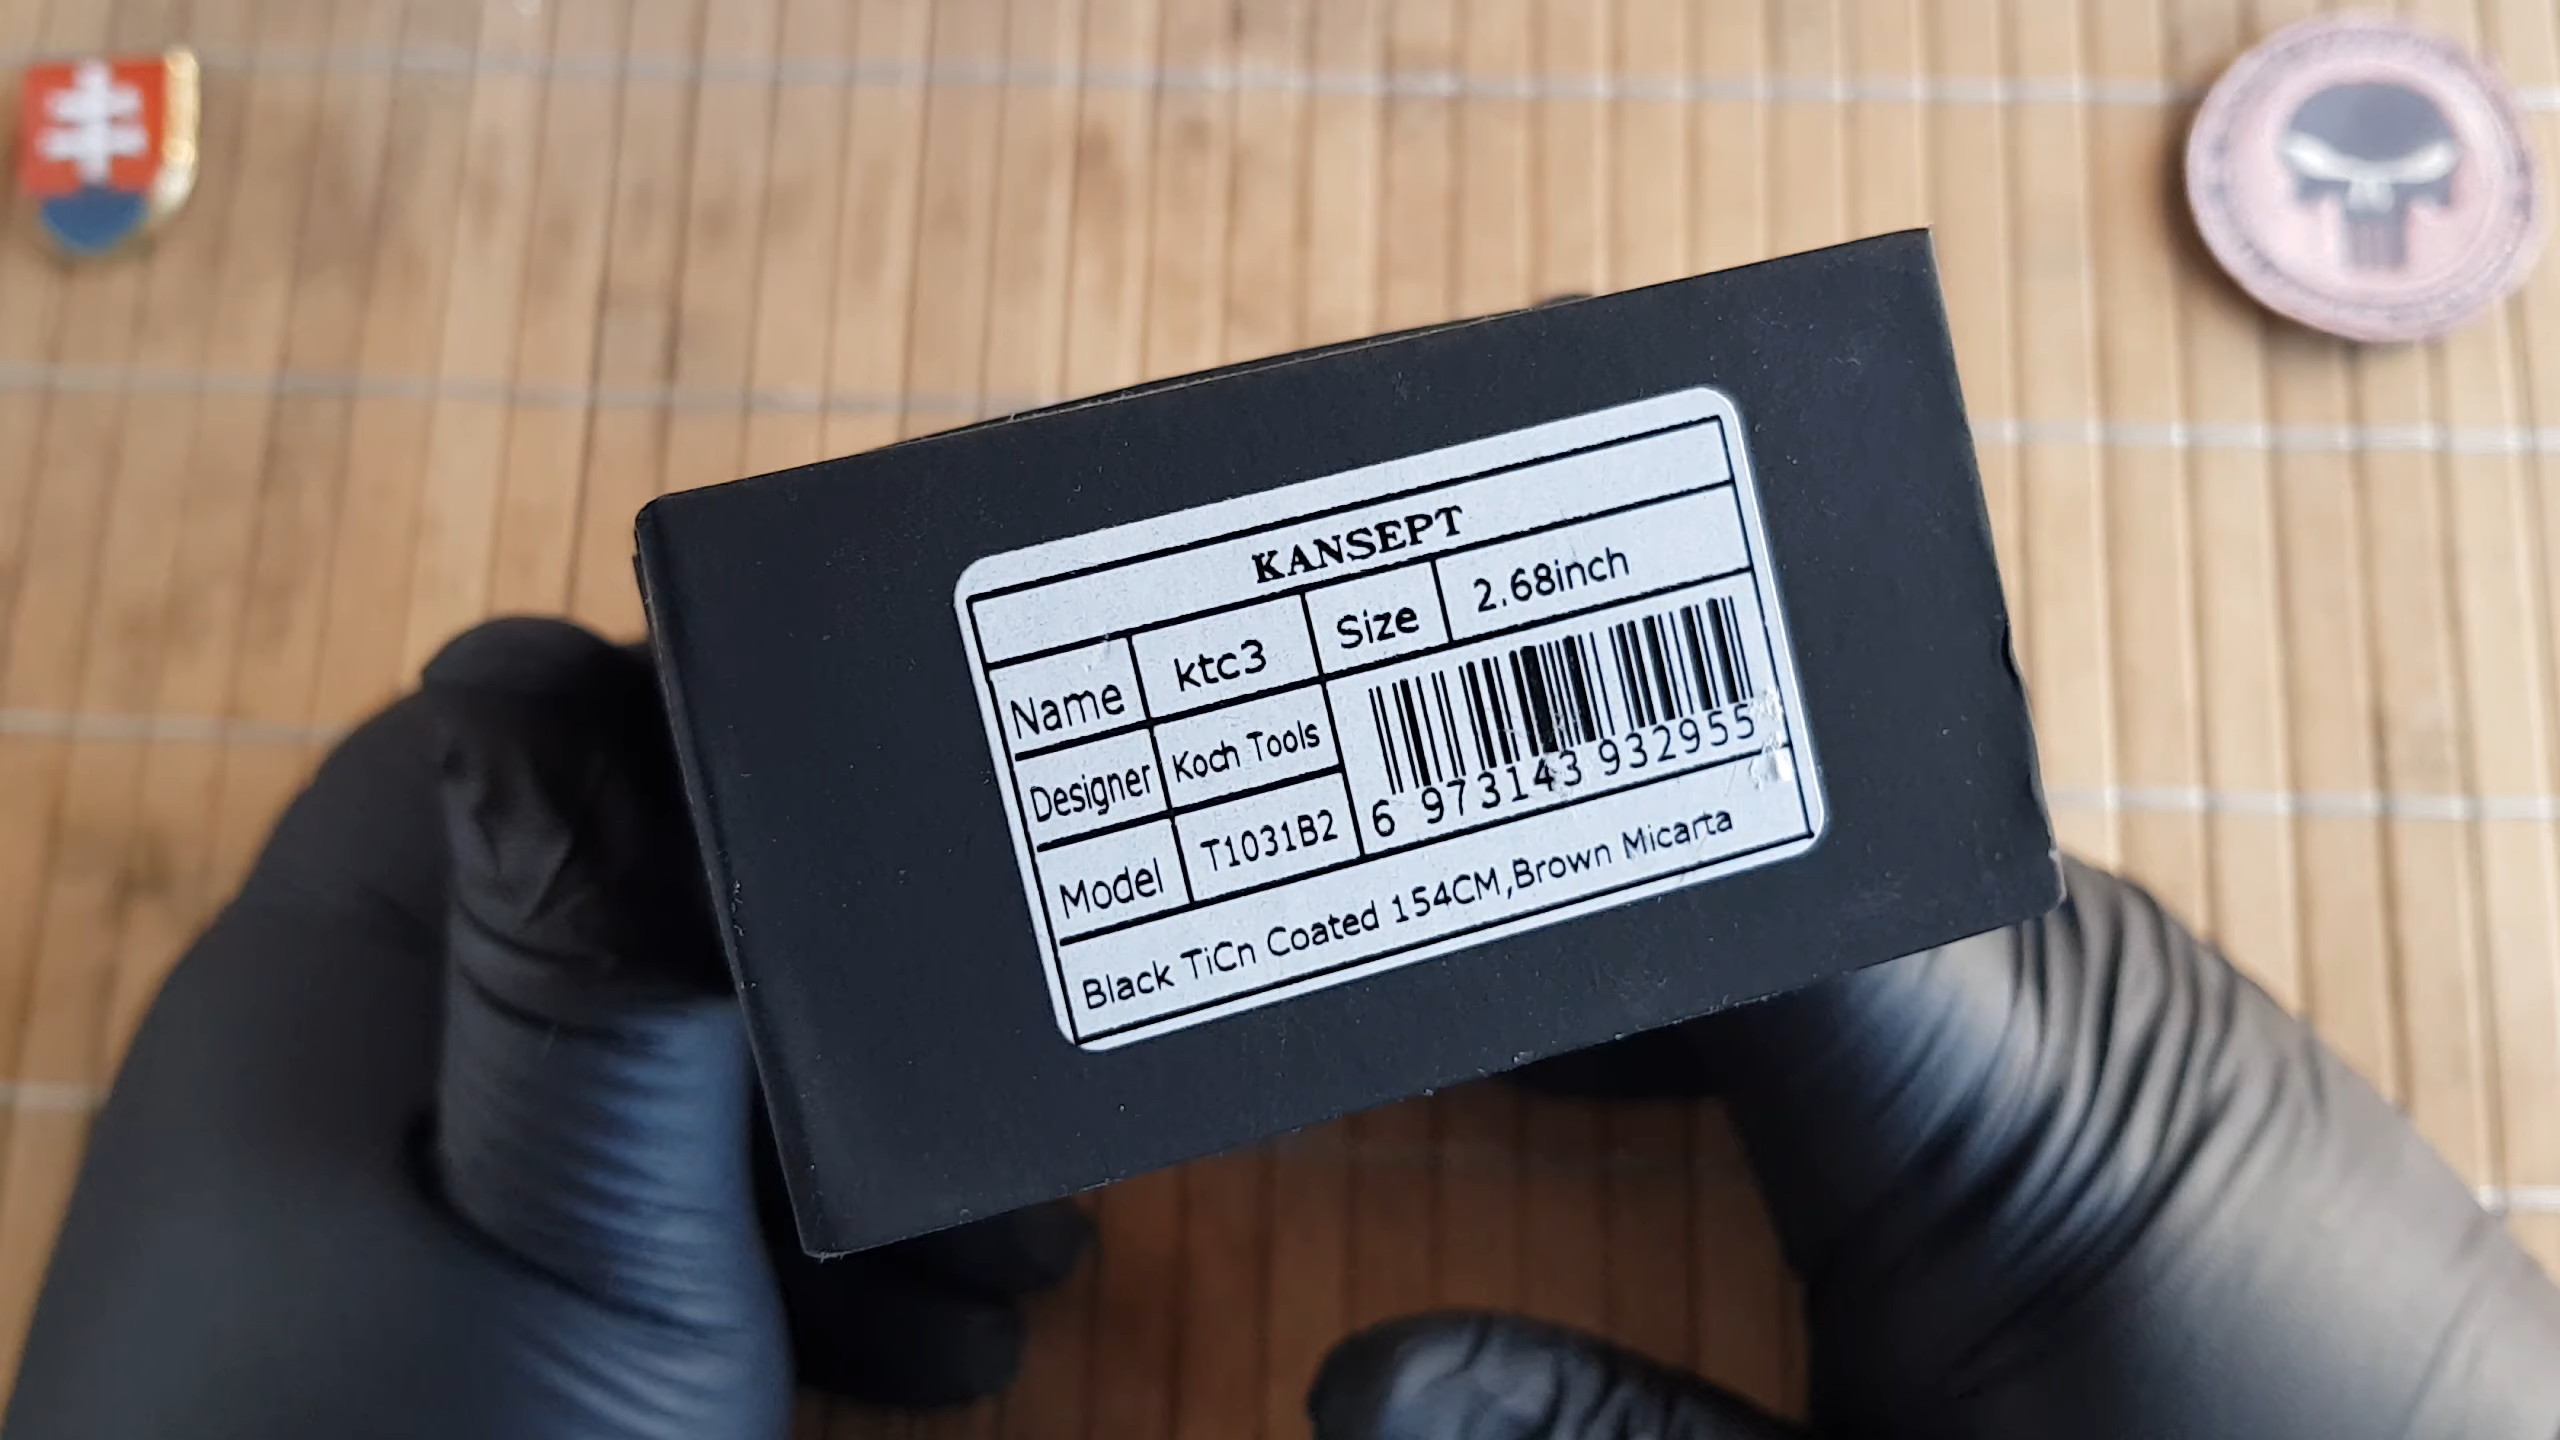 KANSEPT
Name ktc3 Size 2.68inch
Designer Koch Tools
Model T1031B2
6 973143 932955
Black TiCn Coated 154CM,Brown Micarta